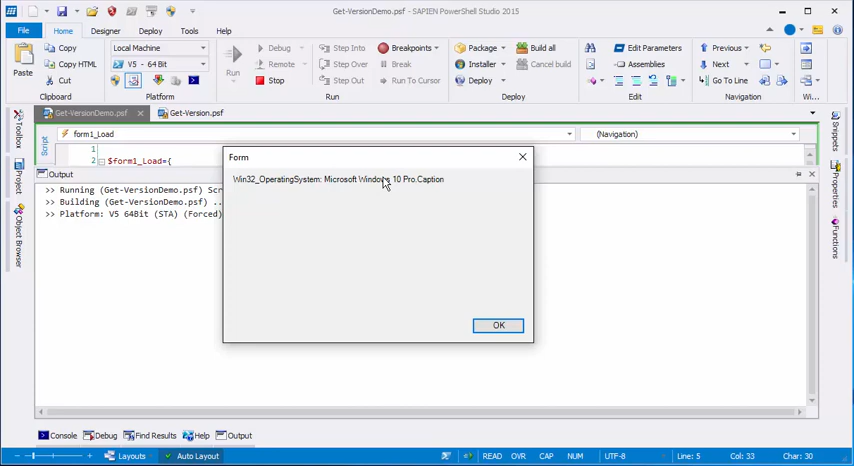 Get-VersionDemo.psf - SAPIEN PowerShell Studio 2015
File Home Designer Deploy Tools Help
Paste
Copy
Copy HTML
Cut
Clipboard
Local Machine
V5 - 64 Bit
Platform
Run
Debug
Remote
Stop
Step Into
Step Over
Step Out
Breakpoints
Break
Run To Cursor
Run
Package
Installer
Deploy
Build all
Cancel build
Deploy
Edit Parameters
Assemblies
Edit
Previous
Next
Go To Line
Navigation
Wi...
Get-VersionDemo.psf Get-Version.psf
Toolbox
Project
Object Browser
Script
form1_Load (Navigation)
1
2 $form1_Load={
Output
>> Running (Get-VersionDemo.psf) Scr
>> Building (Get-VersionDemo.psf) ..
>> Platform: V5 64Bit (STA) (Forced)
Form
Win32_OperatingSystem: Microsoft Windows 10 Pro.Caption
OK
Snippets
Properties
Functions
Console Debug Find Results Help Output
Layouts Auto Layout READ OVR CAP NUM UTF-8 Line: 5 Col: 33 Char: 30